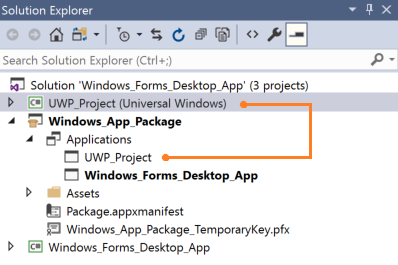 Solution Explorer
Search Solution Explorer (Ctrl+;)
Solution 'Windows_Forms_Desktop_App' (3 projects)
C# UWP_Project (Universal Windows)
Windows_App_Package
Applications
UWP_Project
Windows_Forms_Desktop_App
Assets
Package.appxmanifest
Windows_App_Package_TemporaryKey.pfx
C# Windows_Forms_Desktop_App